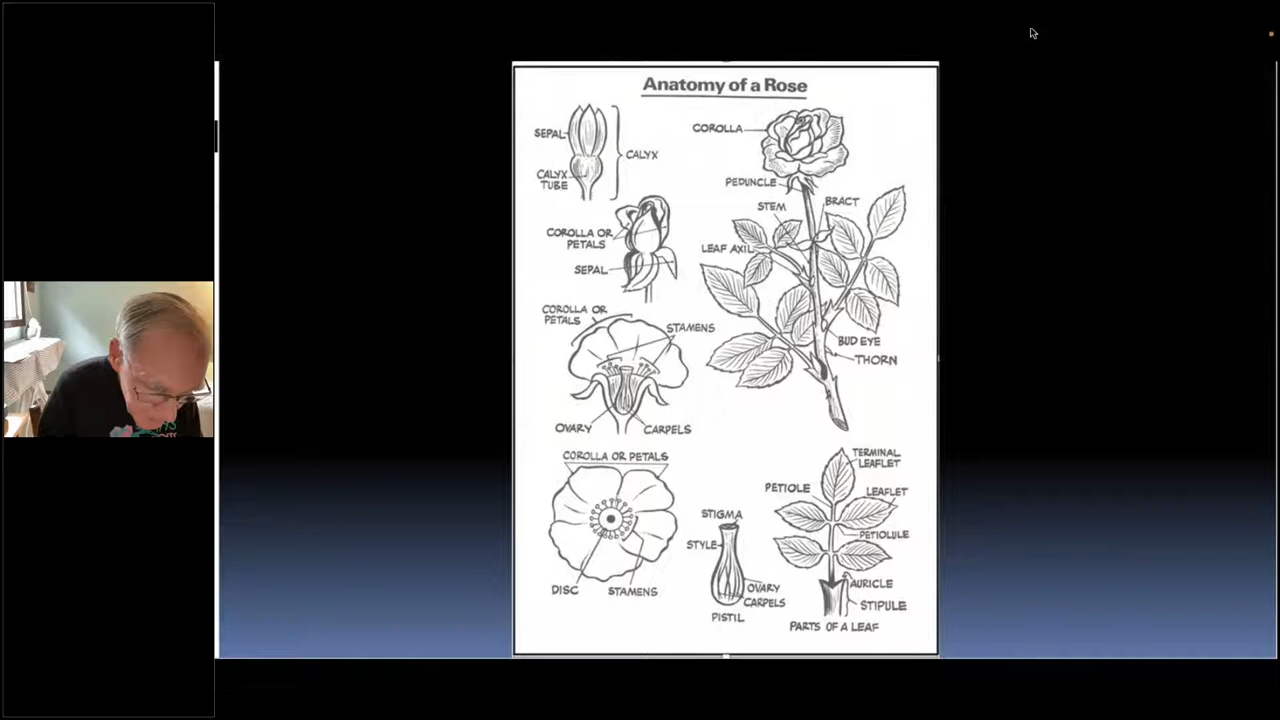 Anatomy of a Rose
SEPAL
CALYX
CALYX
TUBE
COROLLA OR
PETALS
SEPAL
COROLLA OR
PETALS
STAMENS
OVARY
CARPELS
COROLLA OR PETALS
DISC
STAMENS
COROLLA
PEDUNCLE
STEM
BRACT
LEAF AXIL
BUD EYE
THORN
STIGMA
STYLE
OVARY
CARPELS
PISTIL
TERMINAL
LEAFLET
PETIOLE
LEAFLET
PETIOLULE
AURICLE
STIPULE
PARTS OF A LEAF